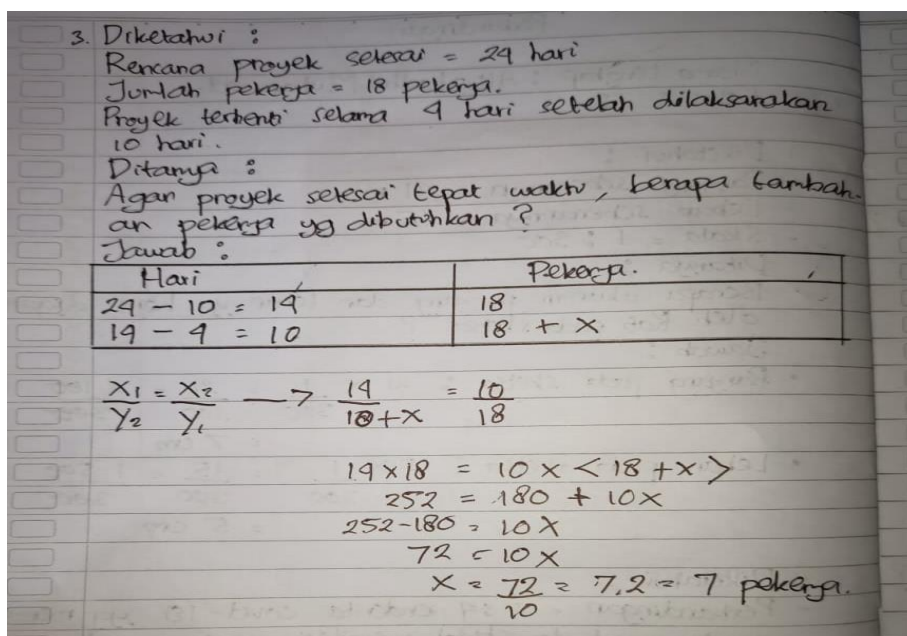 3. Diketahui :
Rencana proyek selesai = 24 hari
Jumlah pekerja = 18 pekerja.
Proyek terhenti selama 4 hari setelah dilaksanakan
10 hari.
Ditanya :
Agar proyek selesai tepat waktu, berapa tambah-
an pekerja yg dibutuhkan ?
Jawab :
Hari Pekerja.
24 - 10 = 14 18
14 - 4 = 10 18 + x
X1/Y2 = X2/Y1 —> 14/18+x = 10/18
14 x 18 = 10 x < 18 + x >
252 = 180 + 10x
252-180 = 10x
72 = 10x
x = 72/10 = 7,2 = 7 pekerja.